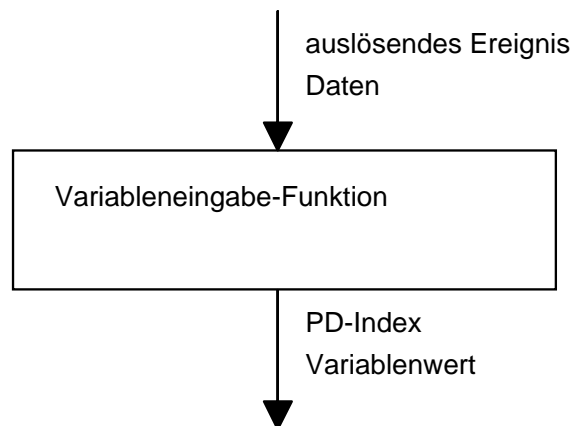 auslösendes Ereignis
Daten
Variableneingabe-Funktion
PD-Index
Variablenwert